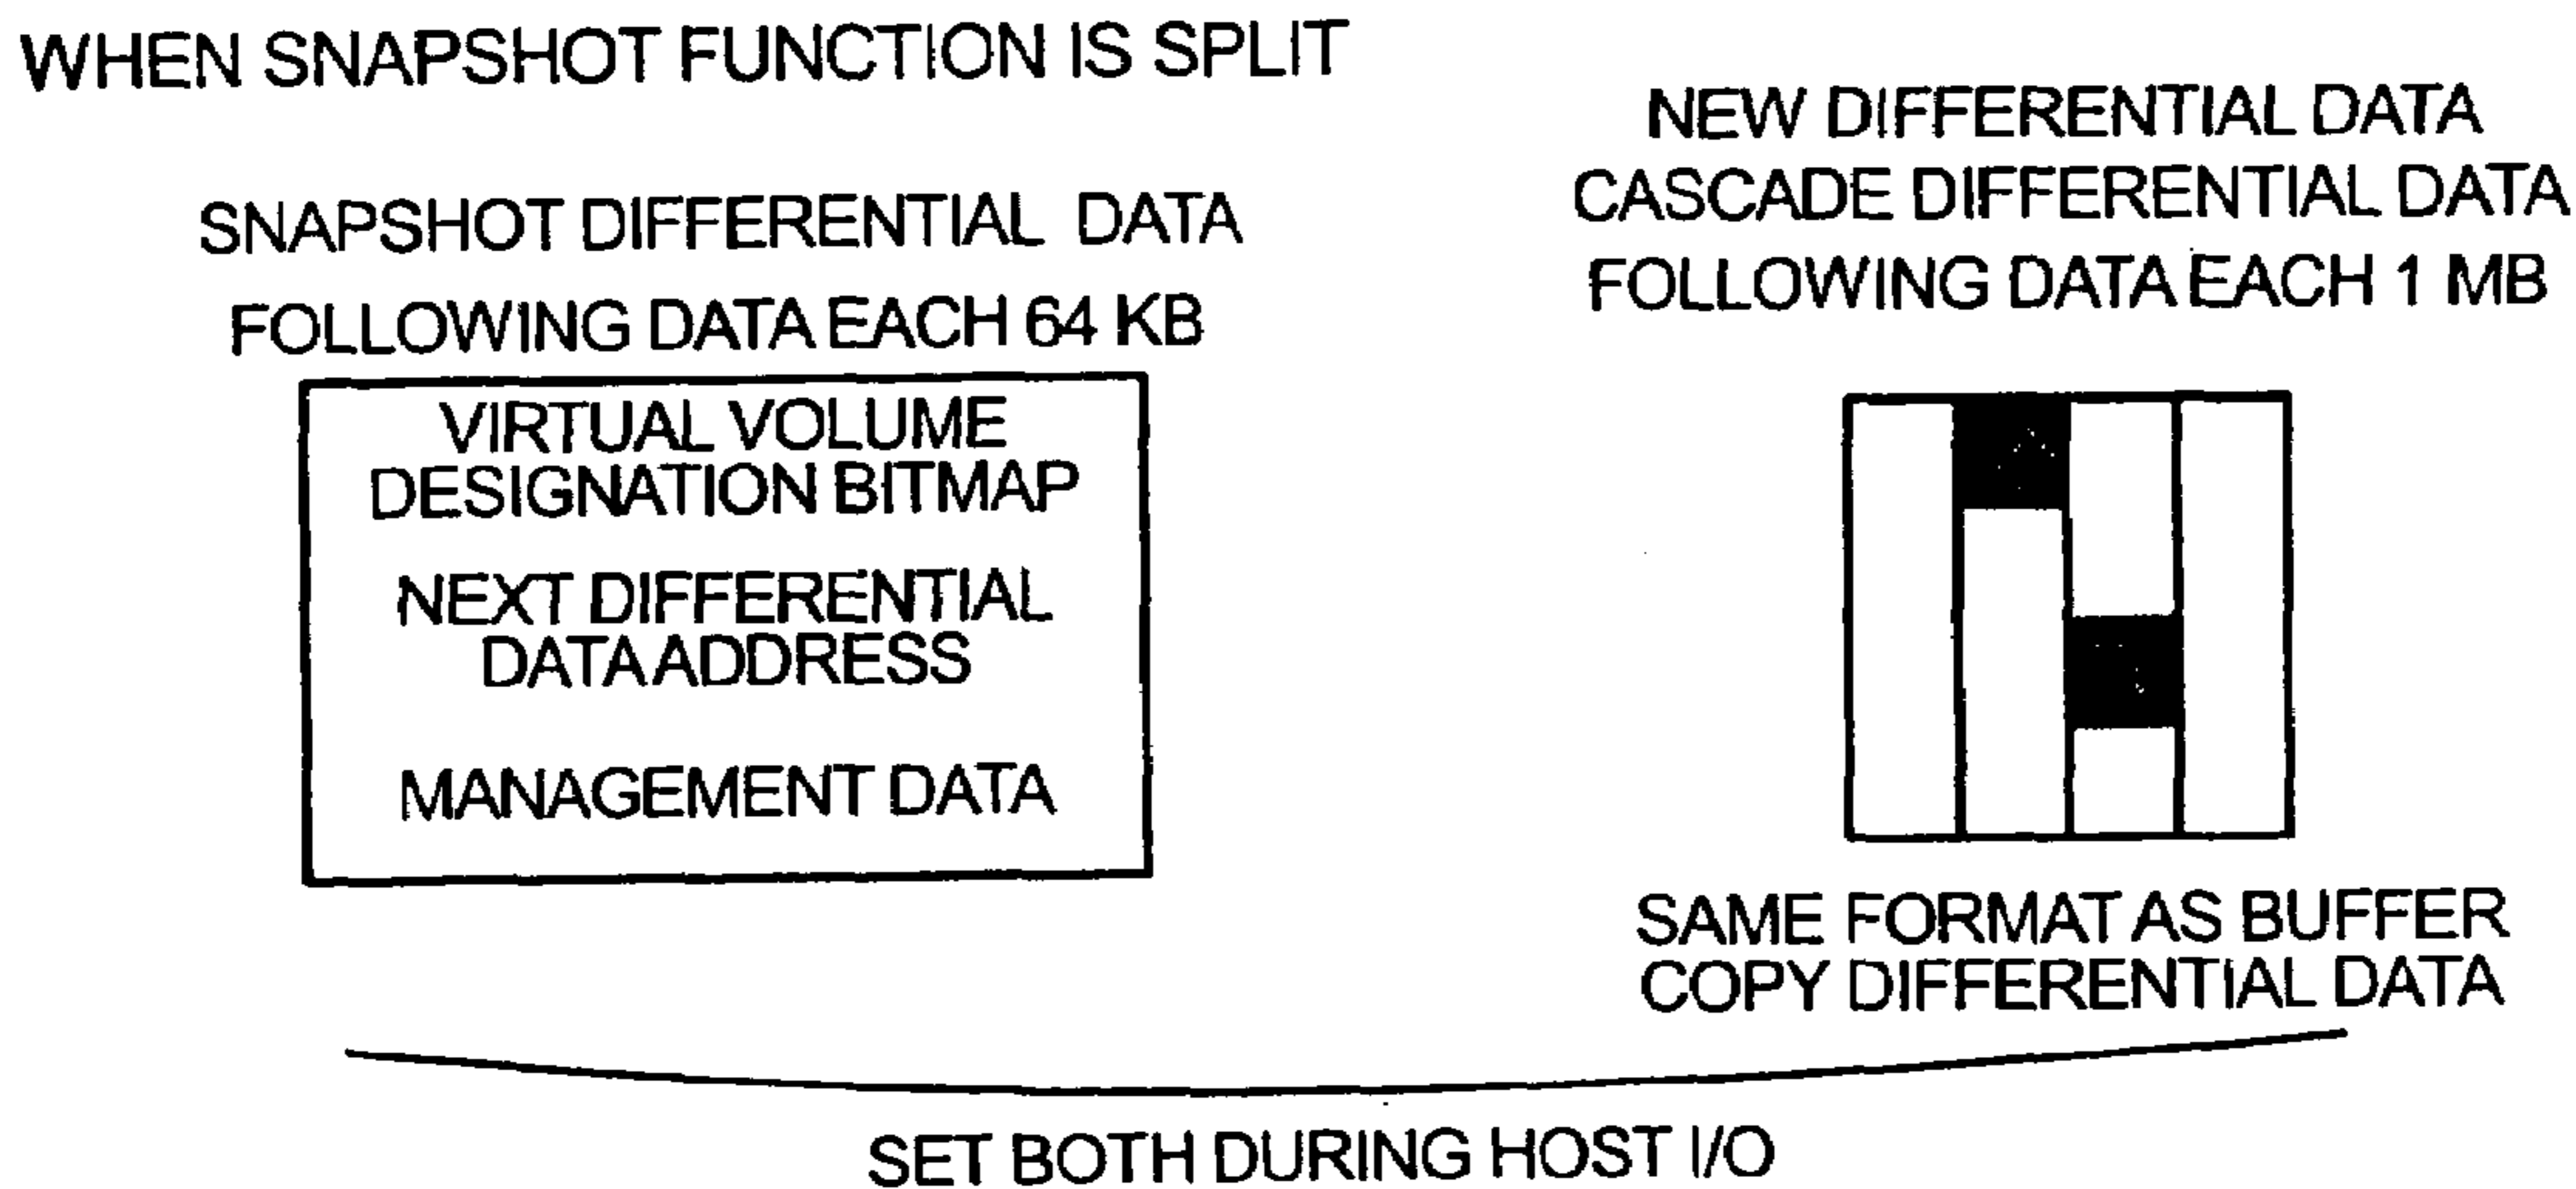 WHEN SNAPSHOT FUNCTION IS SPLIT
SNAPSHOT DIFFERENTIAL DATA
FOLLOWING DATA EACH 64 KB
VIRTUAL VOLUME
DESIGNATION BITMAP
NEXT DIFFERENTIAL
DATA ADDRESS
MANAGEMENT DATA
NEW DIFFERENTIAL DATA
CASCADE DIFFERENTIAL DATA
FOLLOWING DATA EACH 1 MB
SAME FORMAT AS BUFFER
COPY DIFFERENTIAL DATA
SET BOTH DURING HOST I/O